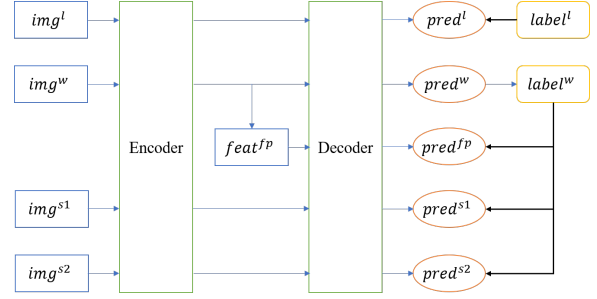 img^l pred^l label^l
img^w pred^w label^w
Encoder feat^fp Decoder pred^fp
img^s1 pred^s1
img^s2 pred^s2